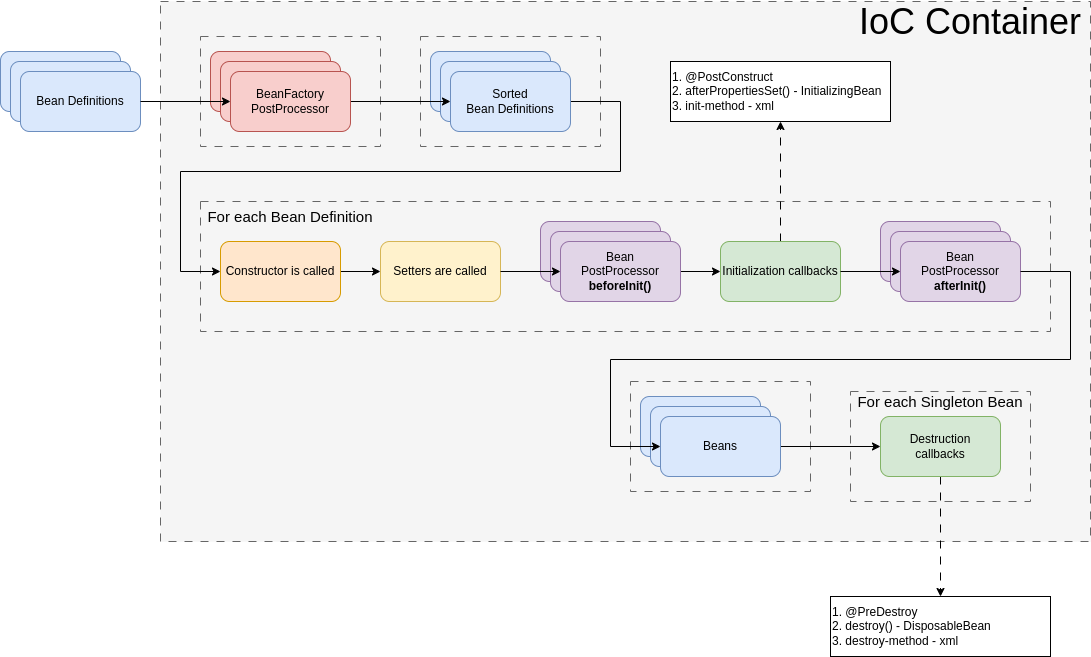 IoC Container
Bean Definitions
BeanFactory
PostProcessor
Sorted
Bean Definitions
1. @PostConstruct
2. afterPropertiesSet() - InitializingBean
3. init-method - xml
For each Bean Definition
Constructor is called
Setters are called
Bean
PostProcessor
beforeInit()
Initialization callbacks
Bean
PostProcessor
afterInit()
Beans
For each Singleton Bean
Destruction
callbacks
1. @PreDestroy
2. destroy() - DisposableBean
3. destroy-method - xml